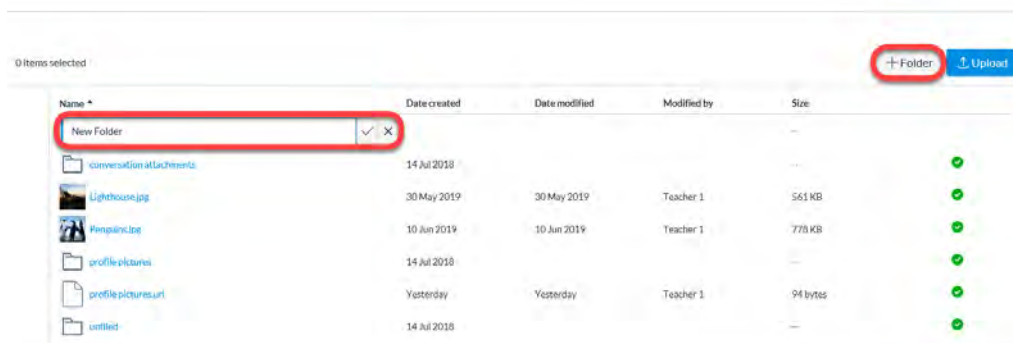 0 items selected
+Folder
Upload
Name Date created Date modified Modified by Size
New Folder
--
conversation attachments 14 Jul 2018 --
Lighthouse.jpg 30 May 2019 30 May 2019 Teacher 1 561 KB
Penguins.jpg 10 Jun 2019 10 Jun 2019 Teacher 1 778 KB
profile pictures 14 Jul 2018 --
profile pictures.url Yesterday Yesterday Teacher 1 94 bytes
unfiled 14 Jul 2018 --